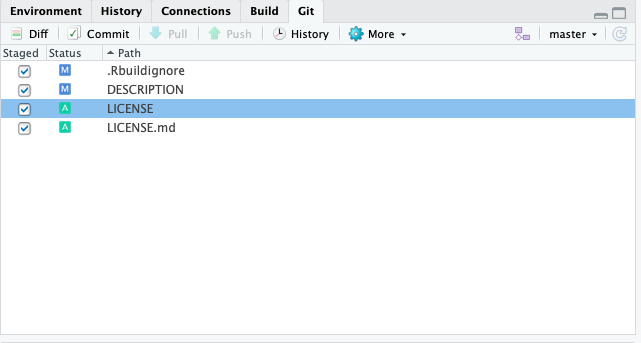 Environment History Connections Build Git
Diff Commit Pull Push History More master
Staged Status Path
M .Rbuildignore
M DESCRIPTION
A LICENSE
A LICENSE.md